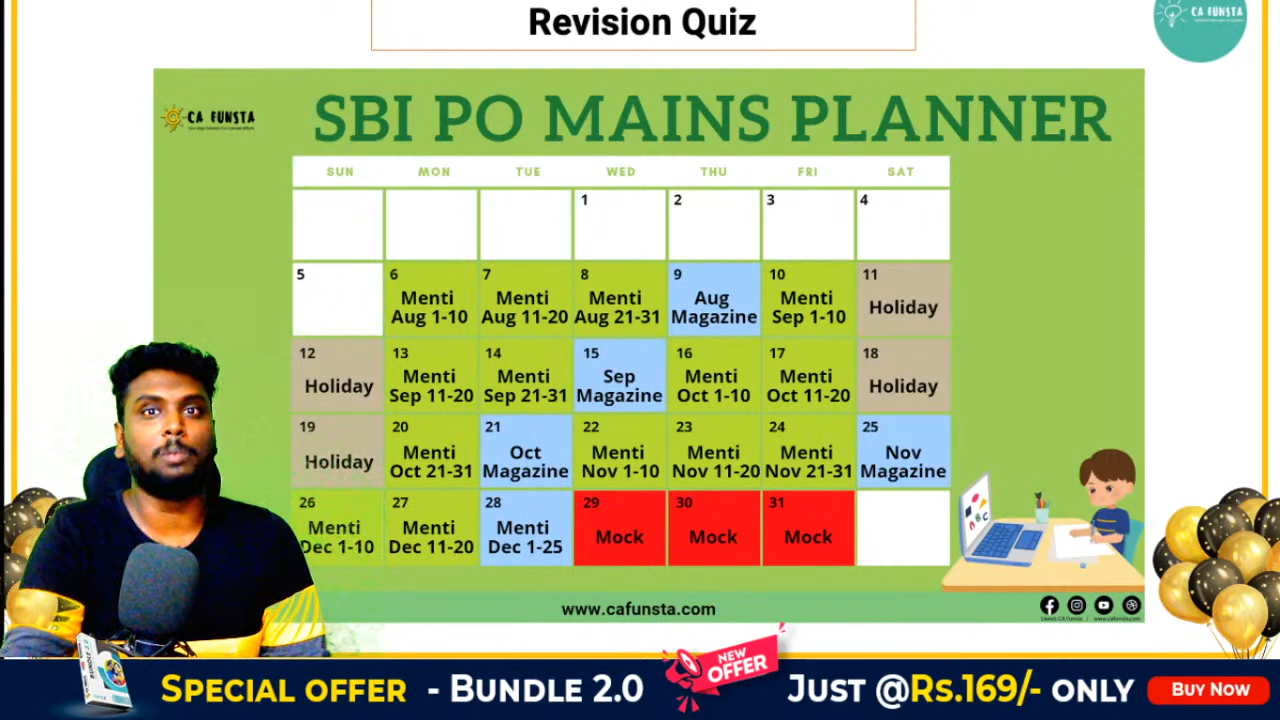 Revision Quiz
CA FUNSTA
CA FUNSTA
SBI PO MAINS PLANNER
SUN MON TUE WED THU FRI SAT
1 2 3 4
5 6 7 8 9 10 11
Menti Menti Menti Aug Menti Holiday
Aug 1-10 Aug 11-20 Aug 21-31 Magazine Sep 1-10
12 13 14 15 16 17 18
Holiday Menti Menti Sep Menti Menti Holiday
Sep 11-20 Sep 21-31 Magazine Oct 1-10 Oct 11-20
19 20 21 22 23 24 25
Holiday Menti Oct Menti Menti Menti Nov
Oct 21-31 Magazine Nov 1-10 Nov 11-20 Nov 21-31 Magazine
26 27 28 29 30 31
Menti Menti Menti Mock Mock Mock
Dec 1-10 Dec 11-20 Dec 1-25
www.cafunsta.com
BUNDLE 2.0
SPECIAL OFFER - BUNDLE 2.0
NEW
OFFER
JUST @Rs.169/- ONLY
Buy Now